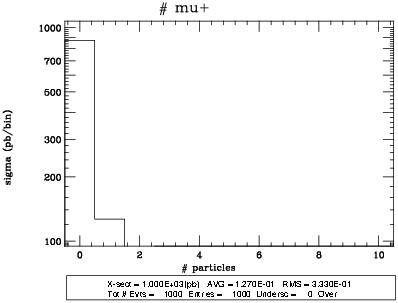 # mu+
1000
700
500
300
200
100
sigma (pb/bin)
0 2 4 6 8 10
# particles
X-sect = 1.000E+03(pb) AVG = 1.270E-01 RMS = 3.330E-01
Tot # Evts = 1000 Entries = 1000 Undersc = 0 Over